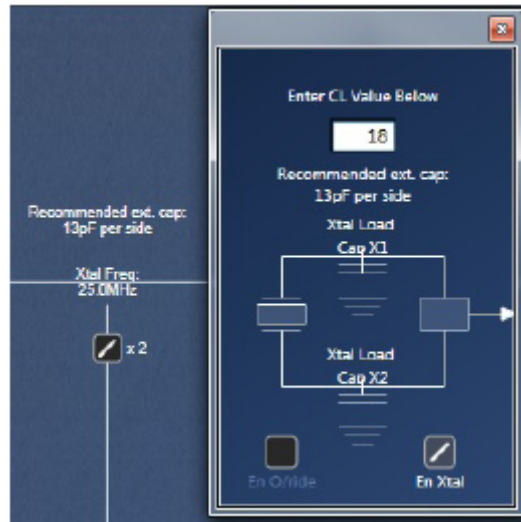 Recommended ext. cap:
13pF per side
Xtal Freq:
25.0MHz
x 2
Enter CL Value Below
18
Recommended ext. cap:
13pF per side
Xtal Load
Cap X1
Xtal Load
Cap X2
En O/ride
En Xtal